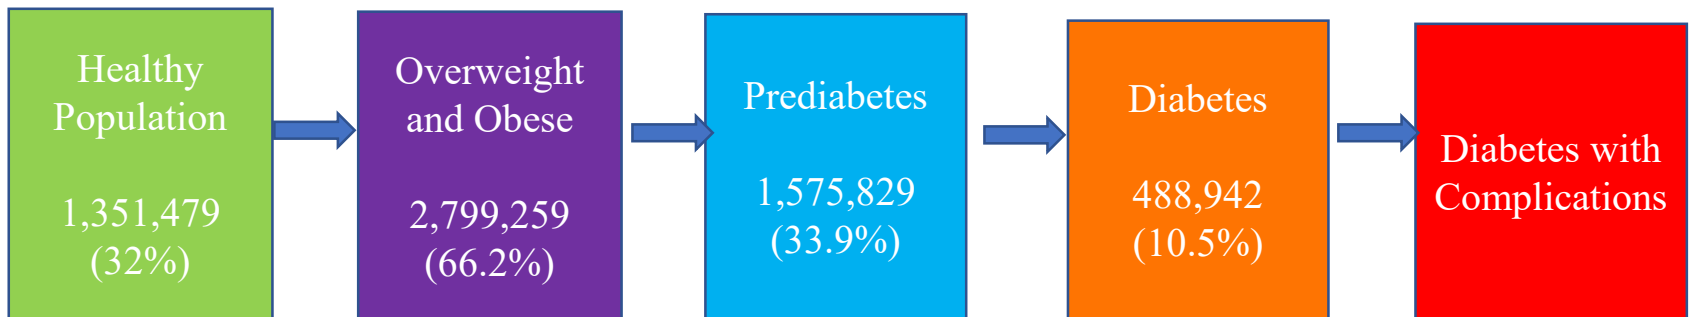 Healthy
Population
1,351,479
(32%)
Overweight
and Obese
2,799,259
(66.2%)
Prediabetes
1,575,829
(33.9%)
Diabetes
488,942
(10.5%)
Diabetes with
Complications